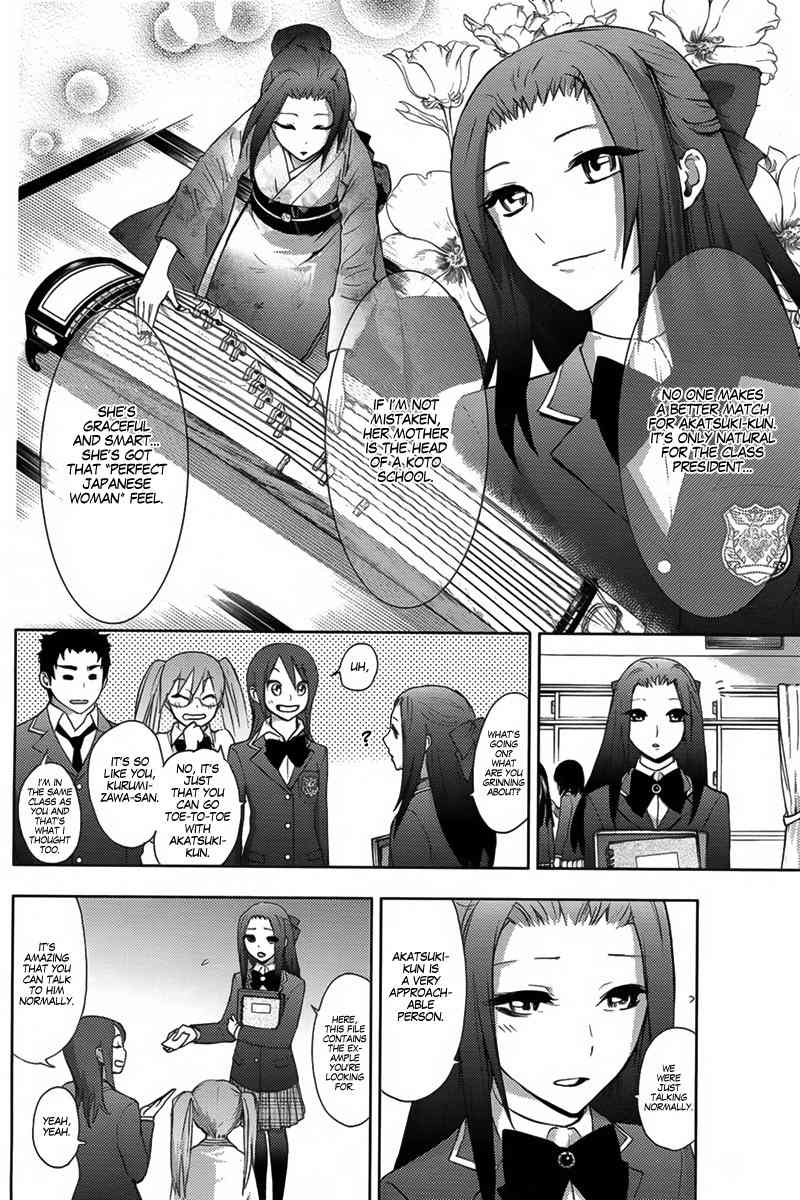 NO ONE MAKES
A BETTER MATCH
FOR AKATSUKI-KUN.
IT'S ONLY NATURAL
FOR THE CLASS
PRESIDENT...
IF I'M NOT
MISTAKEN,
HER MOTHER
IS THE HEAD
OF A KOTO
SCHOOL.
SHE'S
GRACEFUL
AND SMART...
SHE'S GOT
THAT "PERFECT
JAPANESE
WOMAN" FEEL.
WHAT'S
GOING
ON?
WHAT ARE
YOU
GRINNING
ABOUT?
?
UH,
NO, IT'S
JUST
THAT YOU
CAN GO
TOE-TO-TOE
WITH
AKATSUKI-
KUN.
IT'S SO
LIKE YOU,
KURUMI-
ZAWA-SAN.
I'M IN
THE SAME
CLASS AS
YOU AND
THAT'S
WHAT I
THOUGHT
TOO.
AKATSUKI-
KUN IS
A VERY
APPROACH-
ABLE
PERSON.
WE
WERE
JUST
TALKING
NORMALLY.
HERE,
THIS FILE
CONTAINS
THE EX-
AMPLE
YOU'RE
LOOKING
FOR.
IT'S
AMAZING
THAT YOU
CAN TALK
TO HIM
NORMALLY.
YEAH,
YEAH.